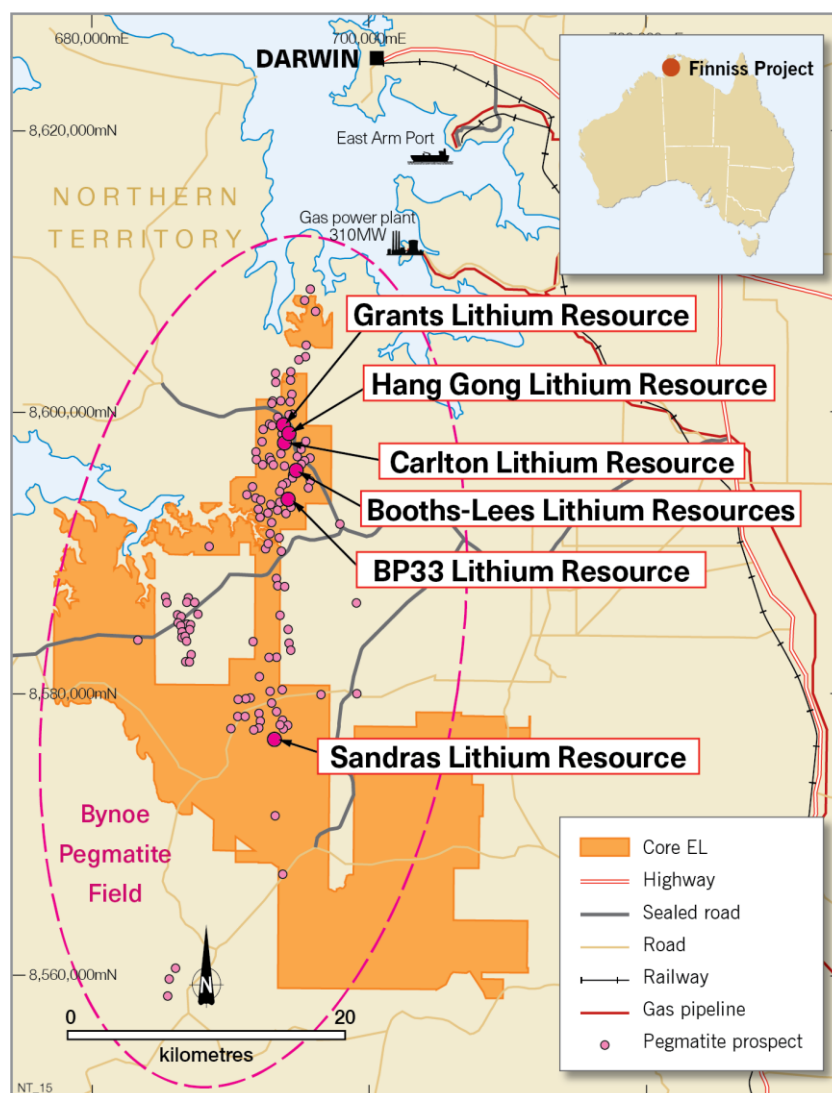 680,000mE
700,000mE
DARWIN
Finniss Project
8,620,000mN
East Arm Port
NORTHERN
TERRITORY
Gas power plant
310MW
Grants Lithium Resource
Hang Gong Lithium Resource
8,600,000mN
Carlton Lithium Resource
Booths-Lees Lithium Resources
BP33 Lithium Resource
8,580,000mN
Sandras Lithium Resource
Bynoe
Pegmatite
Field
Core EL
Highway
Sealed road
Road
Railway
Gas pipeline
Pegmatite prospect
8,560,000mN
N
0
20
kilometres
NT_15